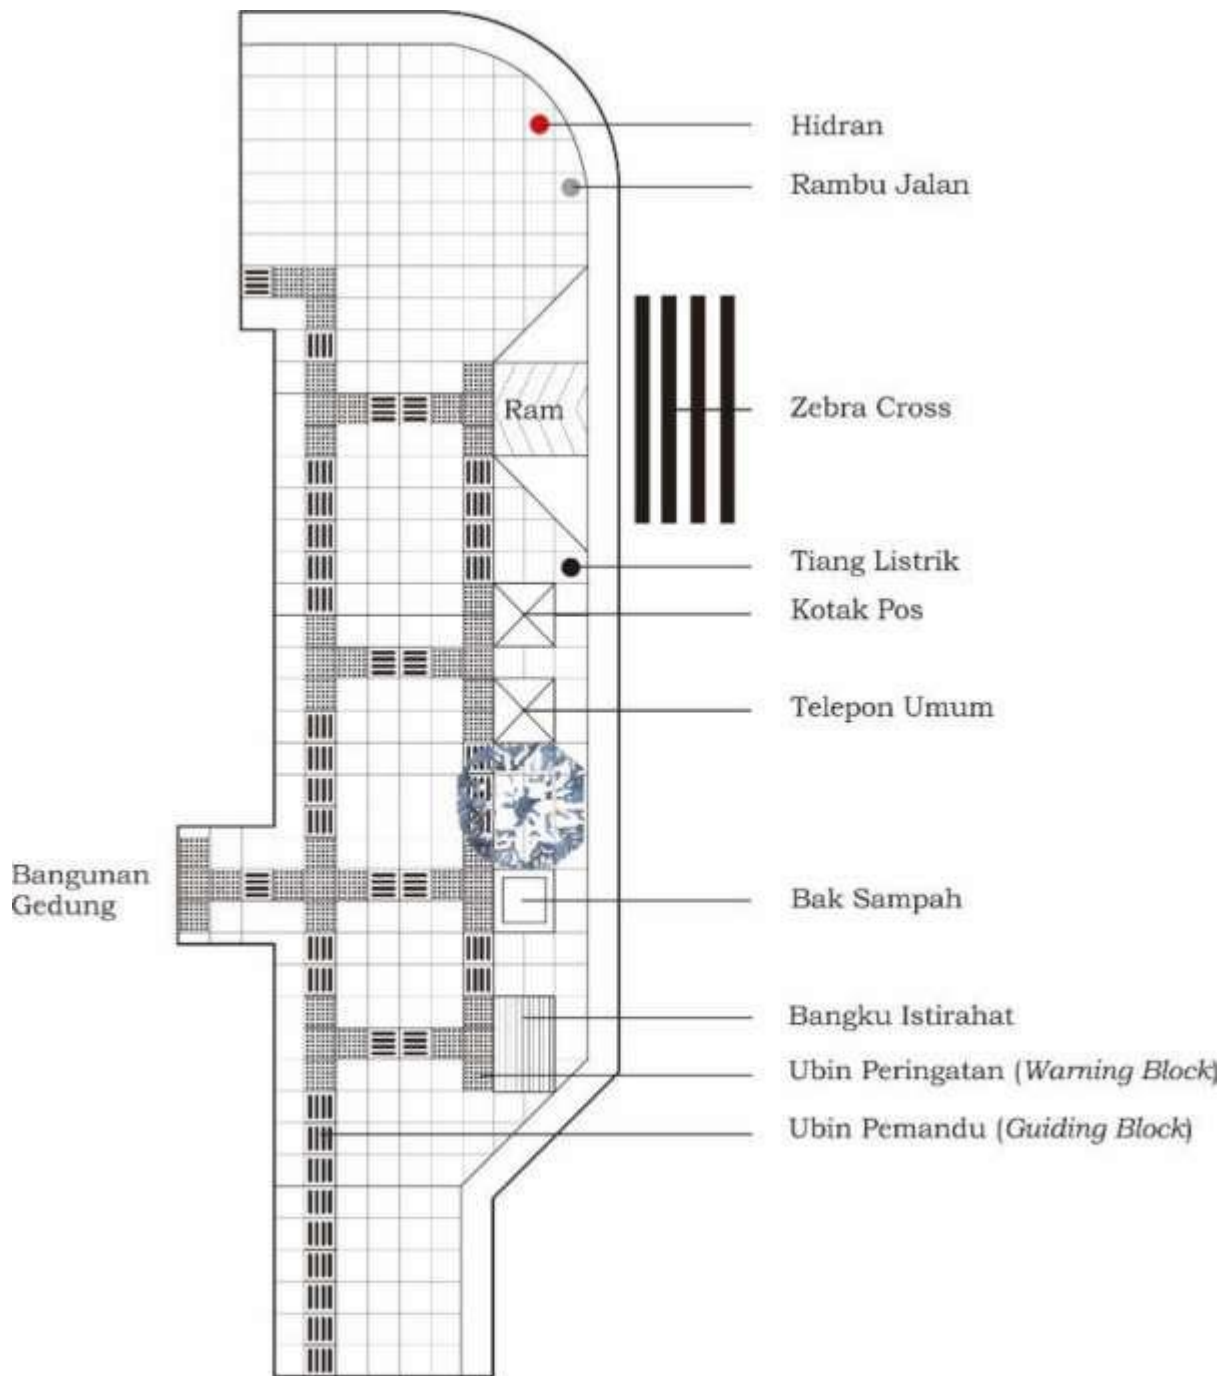 Hidran
Rambu Jalan
Ram
Zebra Cross
Tiang Listrik
Kotak Pos
Telepon Umum
Bangunan
Gedung
Bak Sampah
Bangku Istirahat
Ubin Peringatan (Warning Block)
Ubin Pemandu (Guiding Block)